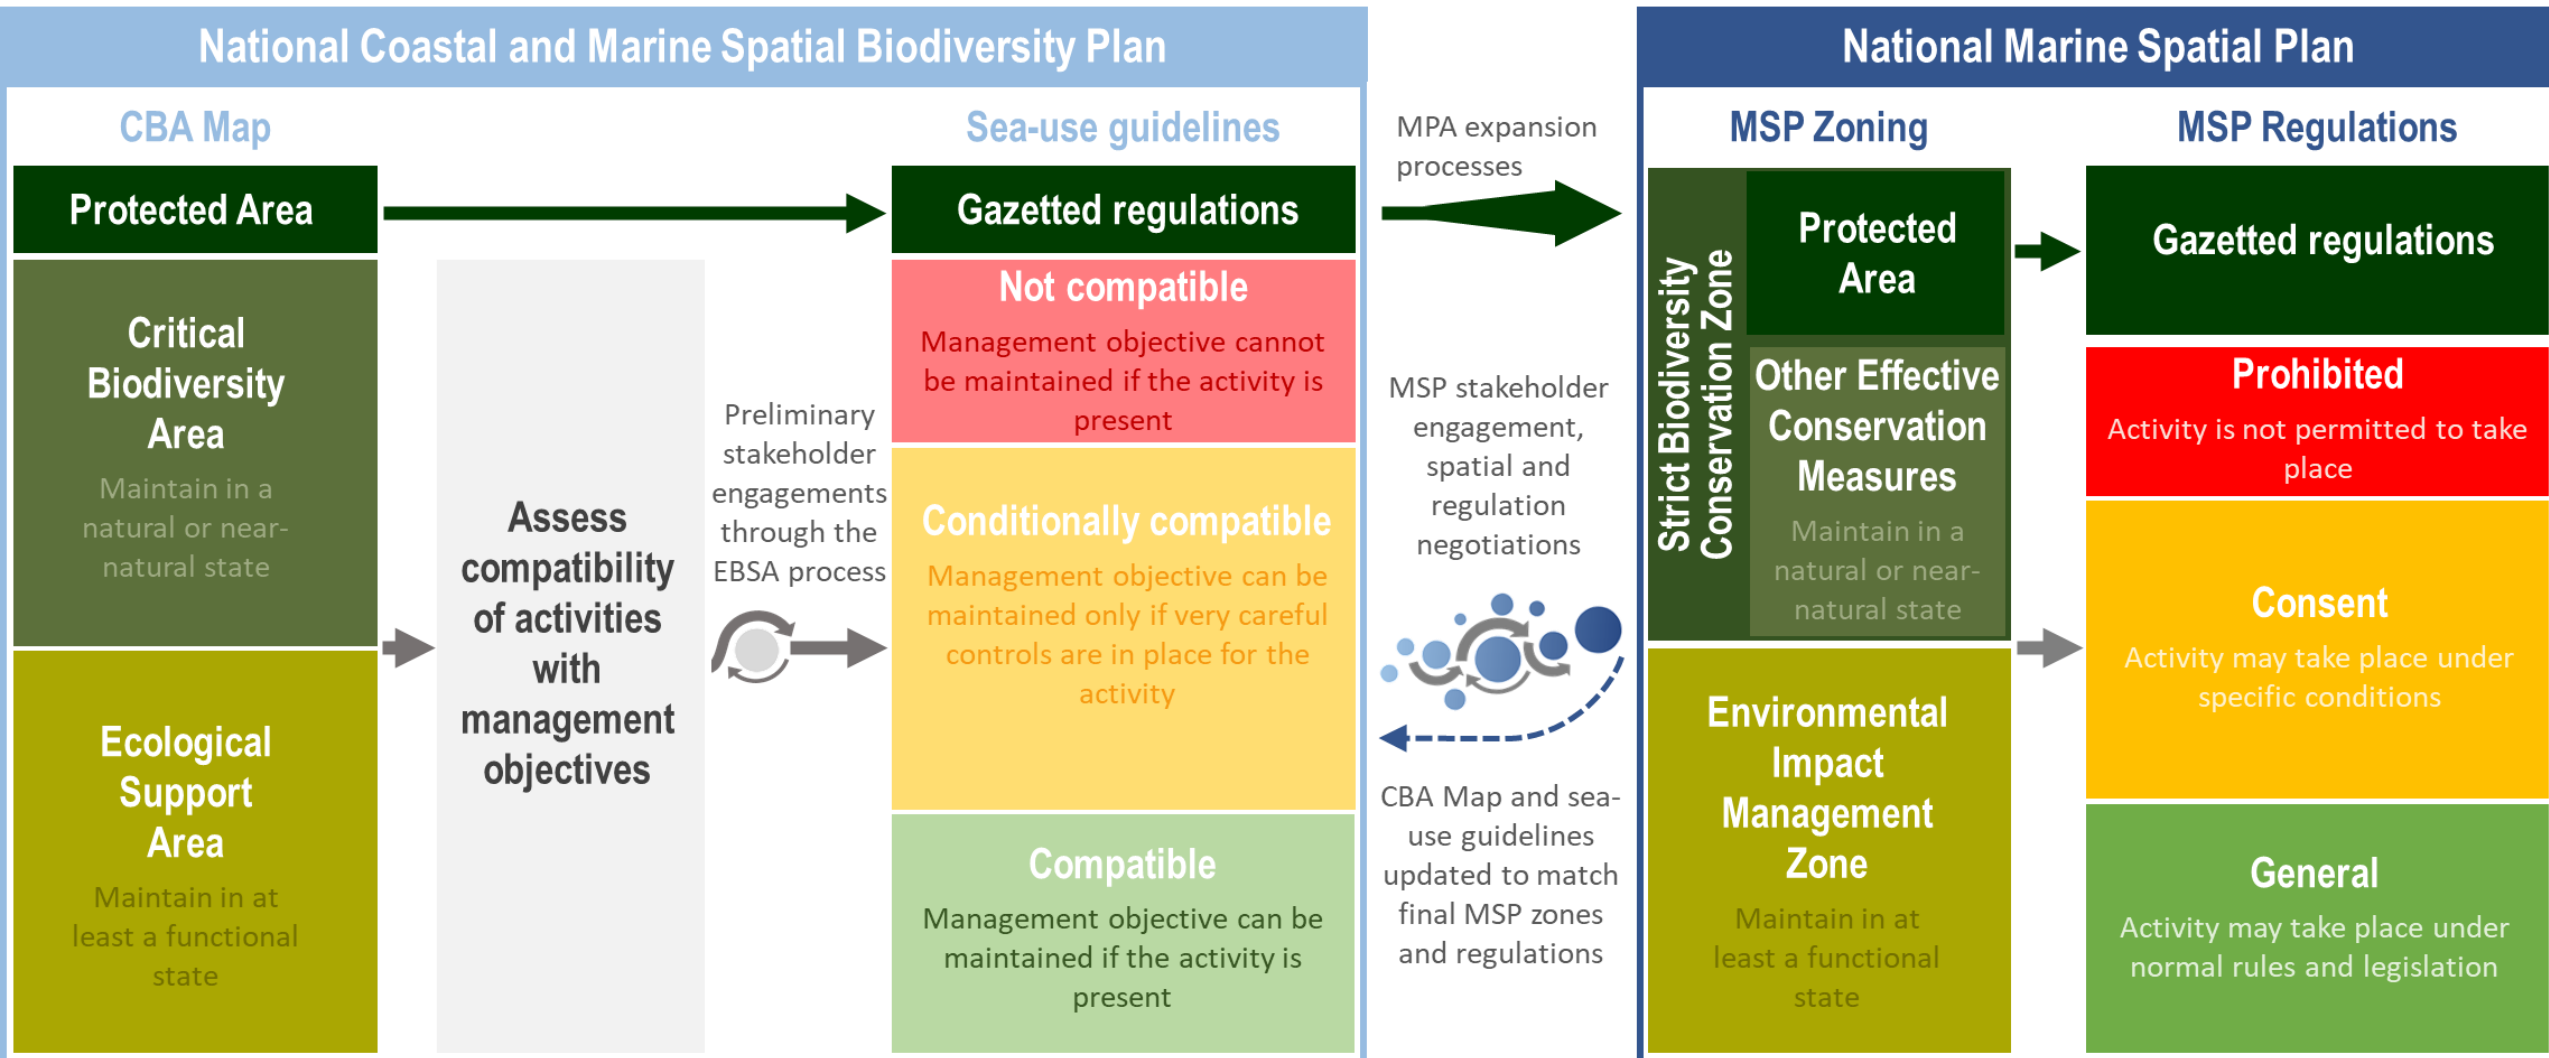 National Coastal and Marine Spatial Biodiversity Plan
CBA Map
Sea-use guidelines
Protected Area
Gazetted regulations
Critical
Biodiversity
Area
Maintain in a
natural or near-
natural state
Ecological
Support
Area
Maintain in at
least a functional
state
Assess
compatibility
of activities
with
management
objectives
Preliminary
stakeholder
engagements
through the
EBSA process
Not compatible
Management objective cannot
be maintained if the activity is
present
Conditionally compatible
Management objective can be
maintained only if very careful
controls are in place for the
activity
Compatible
Management objective can be
maintained if the activity is
present
MPA expansion
processes
MSP stakeholder
engagement,
spatial and
regulation
negotiations
CBA Map and sea-
use guidelines
updated to match
final MSP zones
and regulations
National Marine Spatial Plan
MSP Zoning
MSP Regulations
Strict Biodiversity
Conservation Zone
Protected
Area
Other Effective
Conservation
Measures
Maintain in a
natural or near-
natural state
Environmental
Impact
Management
Zone
Maintain in at
least a functional
state
Gazetted regulations
Prohibited
Activity is not permitted to take
place
Consent
Activity may take place under
specific conditions
General
Activity may take place under
normal rules and legislation